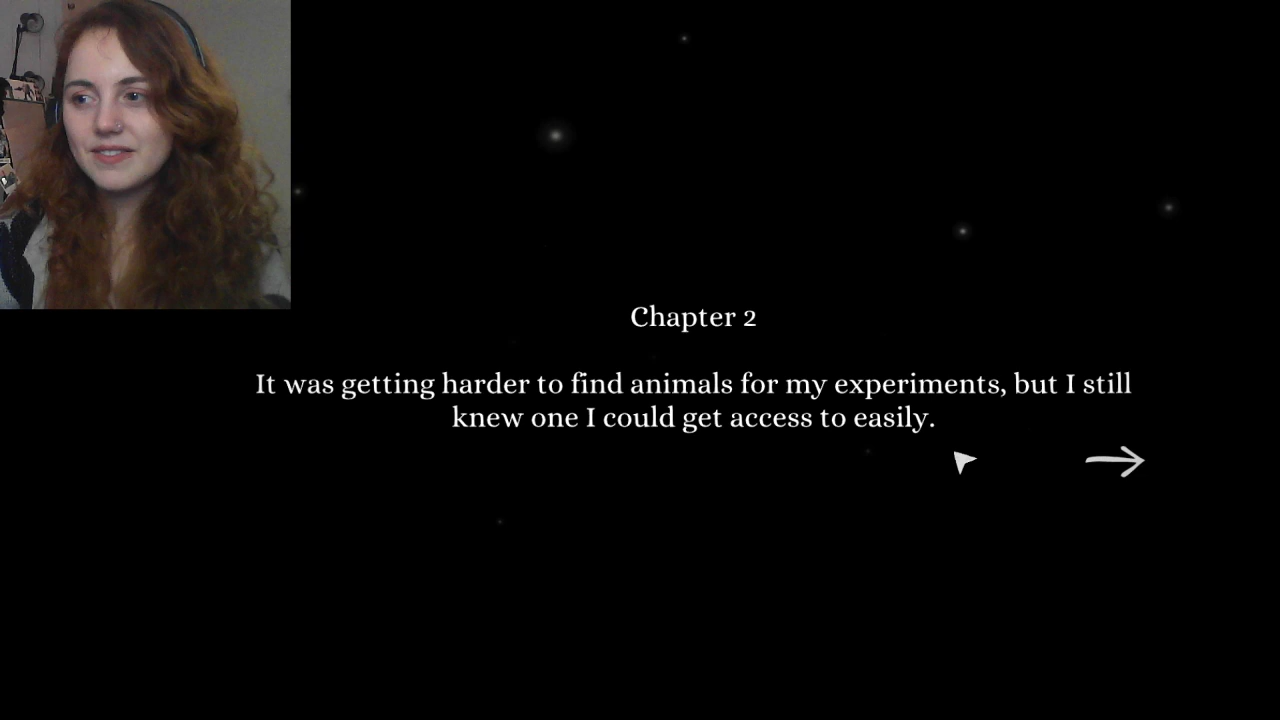 Chapter 2
It was getting harder to find animals for my experiments, but I still
knew one I could get access to easily.